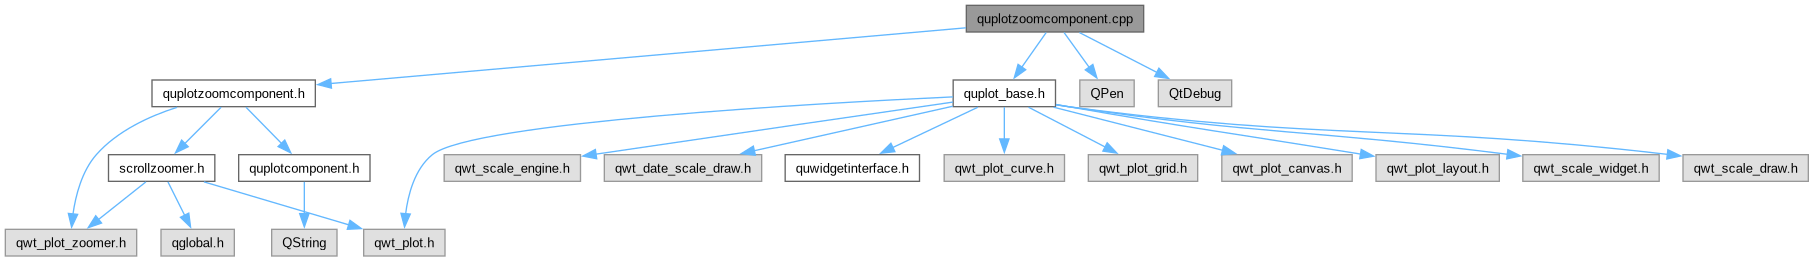 quplotzoomcomponent.cpp
quplotzoomcomponent.h
quplot_base.h
QPen
QtDebug
scrollzoomer.h
quplotcomponent.h
qwt_scale_engine.h
qwt_date_scale_draw.h
quwidgetinterface.h
qwt_plot_curve.h
qwt_plot_grid.h
qwt_plot_canvas.h
qwt_plot_layout.h
qwt_scale_widget.h
qwt_scale_draw.h
qwt_plot_zoomer.h
qglobal.h
QString
qwt_plot.h